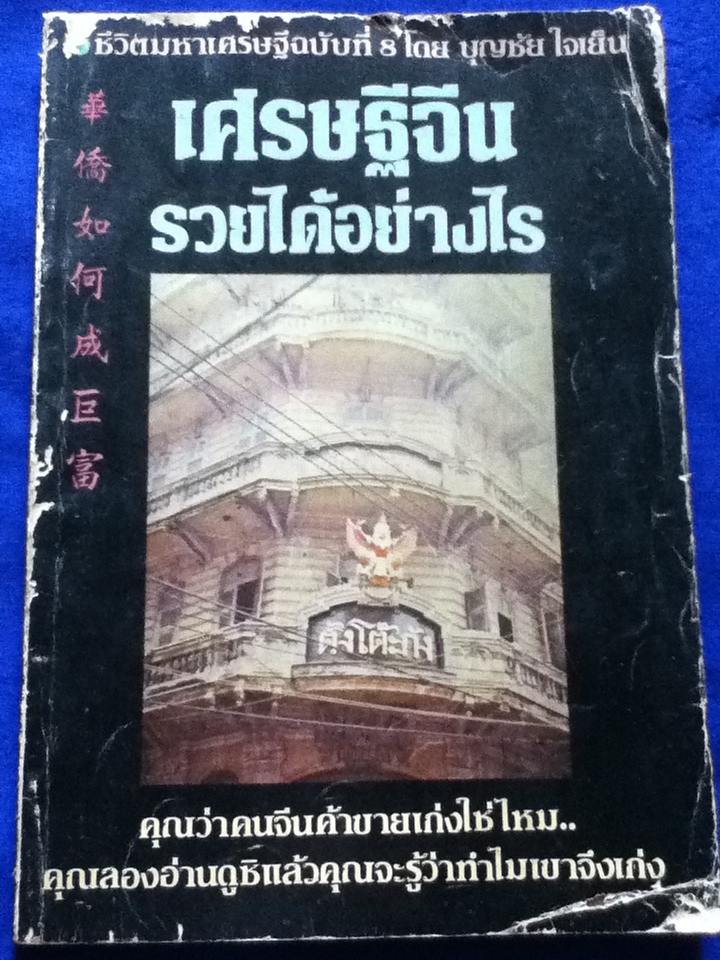 ชีวิตมหาเศรษฐีฉบับที่ 8 โดย บุญชัย ใจเย็น
เศรษฐีจีน
รวยได้อย่างไร
華僑如何成巨富
ตั้งโต๊ะกัง
คุณว่าคนจีนค้าขายเก่งใช่ไหม..
คุณลองอ่านดูซิแล้วคุณจะรู้ว่าทำไมเขาจึงเก่ง